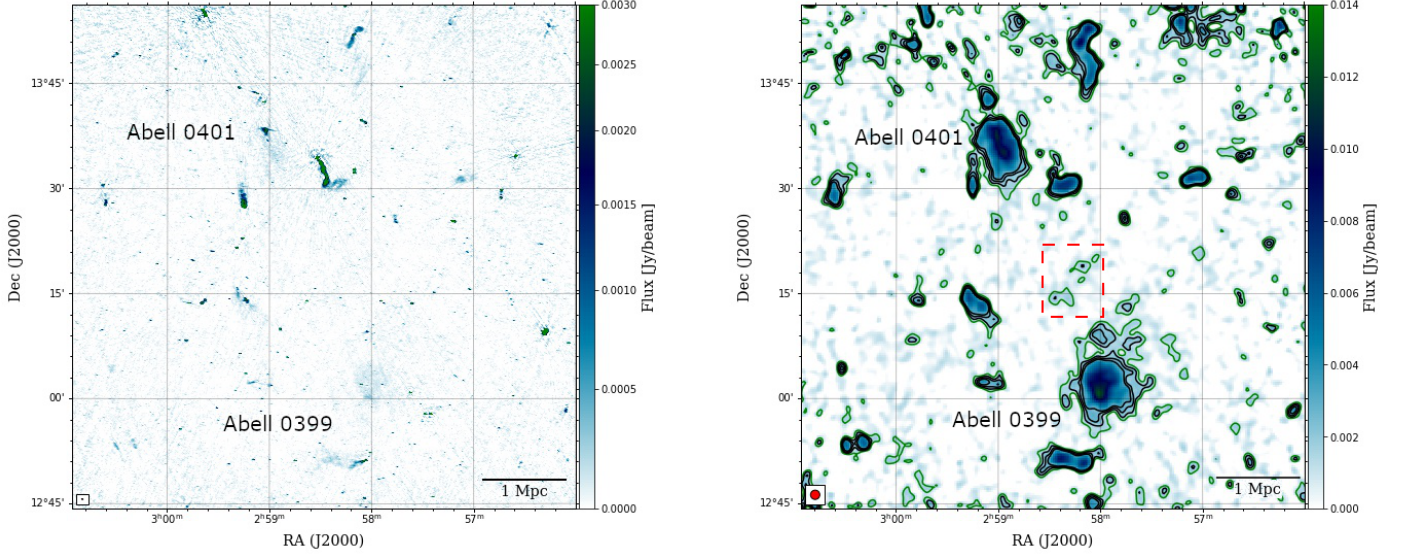 Abell 0401
Abell 0399
1 Mpc
13°45'
30'
15'
00'
12°45'
3ʰ00ᵐ
2ʰ59ᵐ
58ᵐ
57ᵐ
RA (J2000)
Dec (J2000)
0.0030
0.0025
0.0020
0.0015
0.0010
0.0005
0.0000
Flux [Jy/beam]
Abell 0401
Abell 0399
1 Mpc
13°45'
30'
15'
00'
12°45'
3ʰ00ᵐ
2ʰ59ᵐ
58ᵐ
57ᵐ
RA (J2000)
Dec (J2000)
0.014
0.012
0.010
0.008
0.006
0.004
0.002
0.000
Flux [Jy/beam]